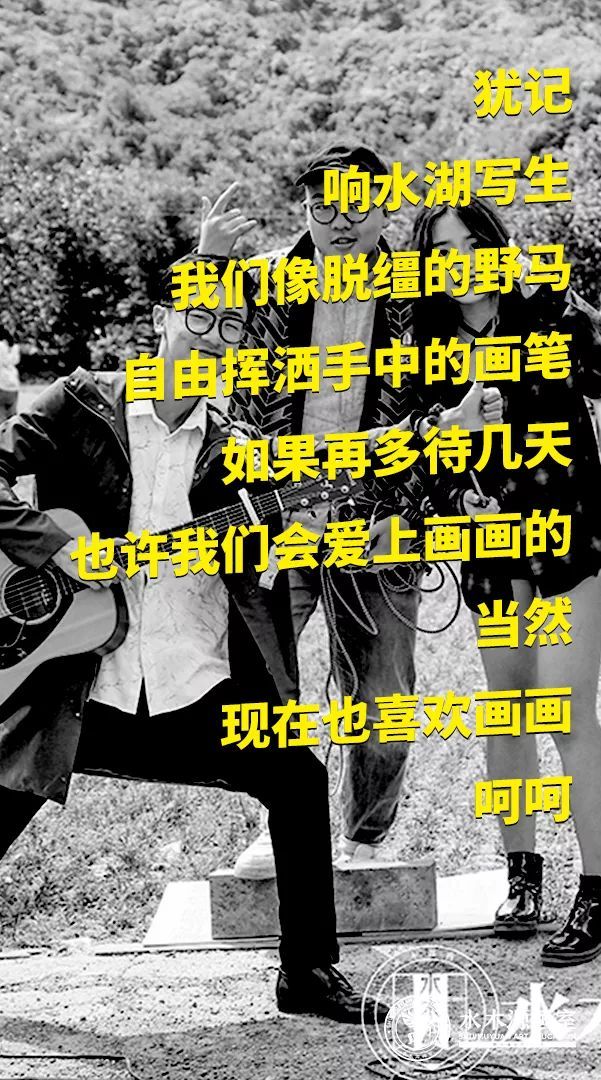 犹记
响水湖写生
我们像脱缰的野马
自由挥洒手中的画笔
如果再多待几天
也许我们会爱上画画的
当然
现在也喜欢画画
呵呵